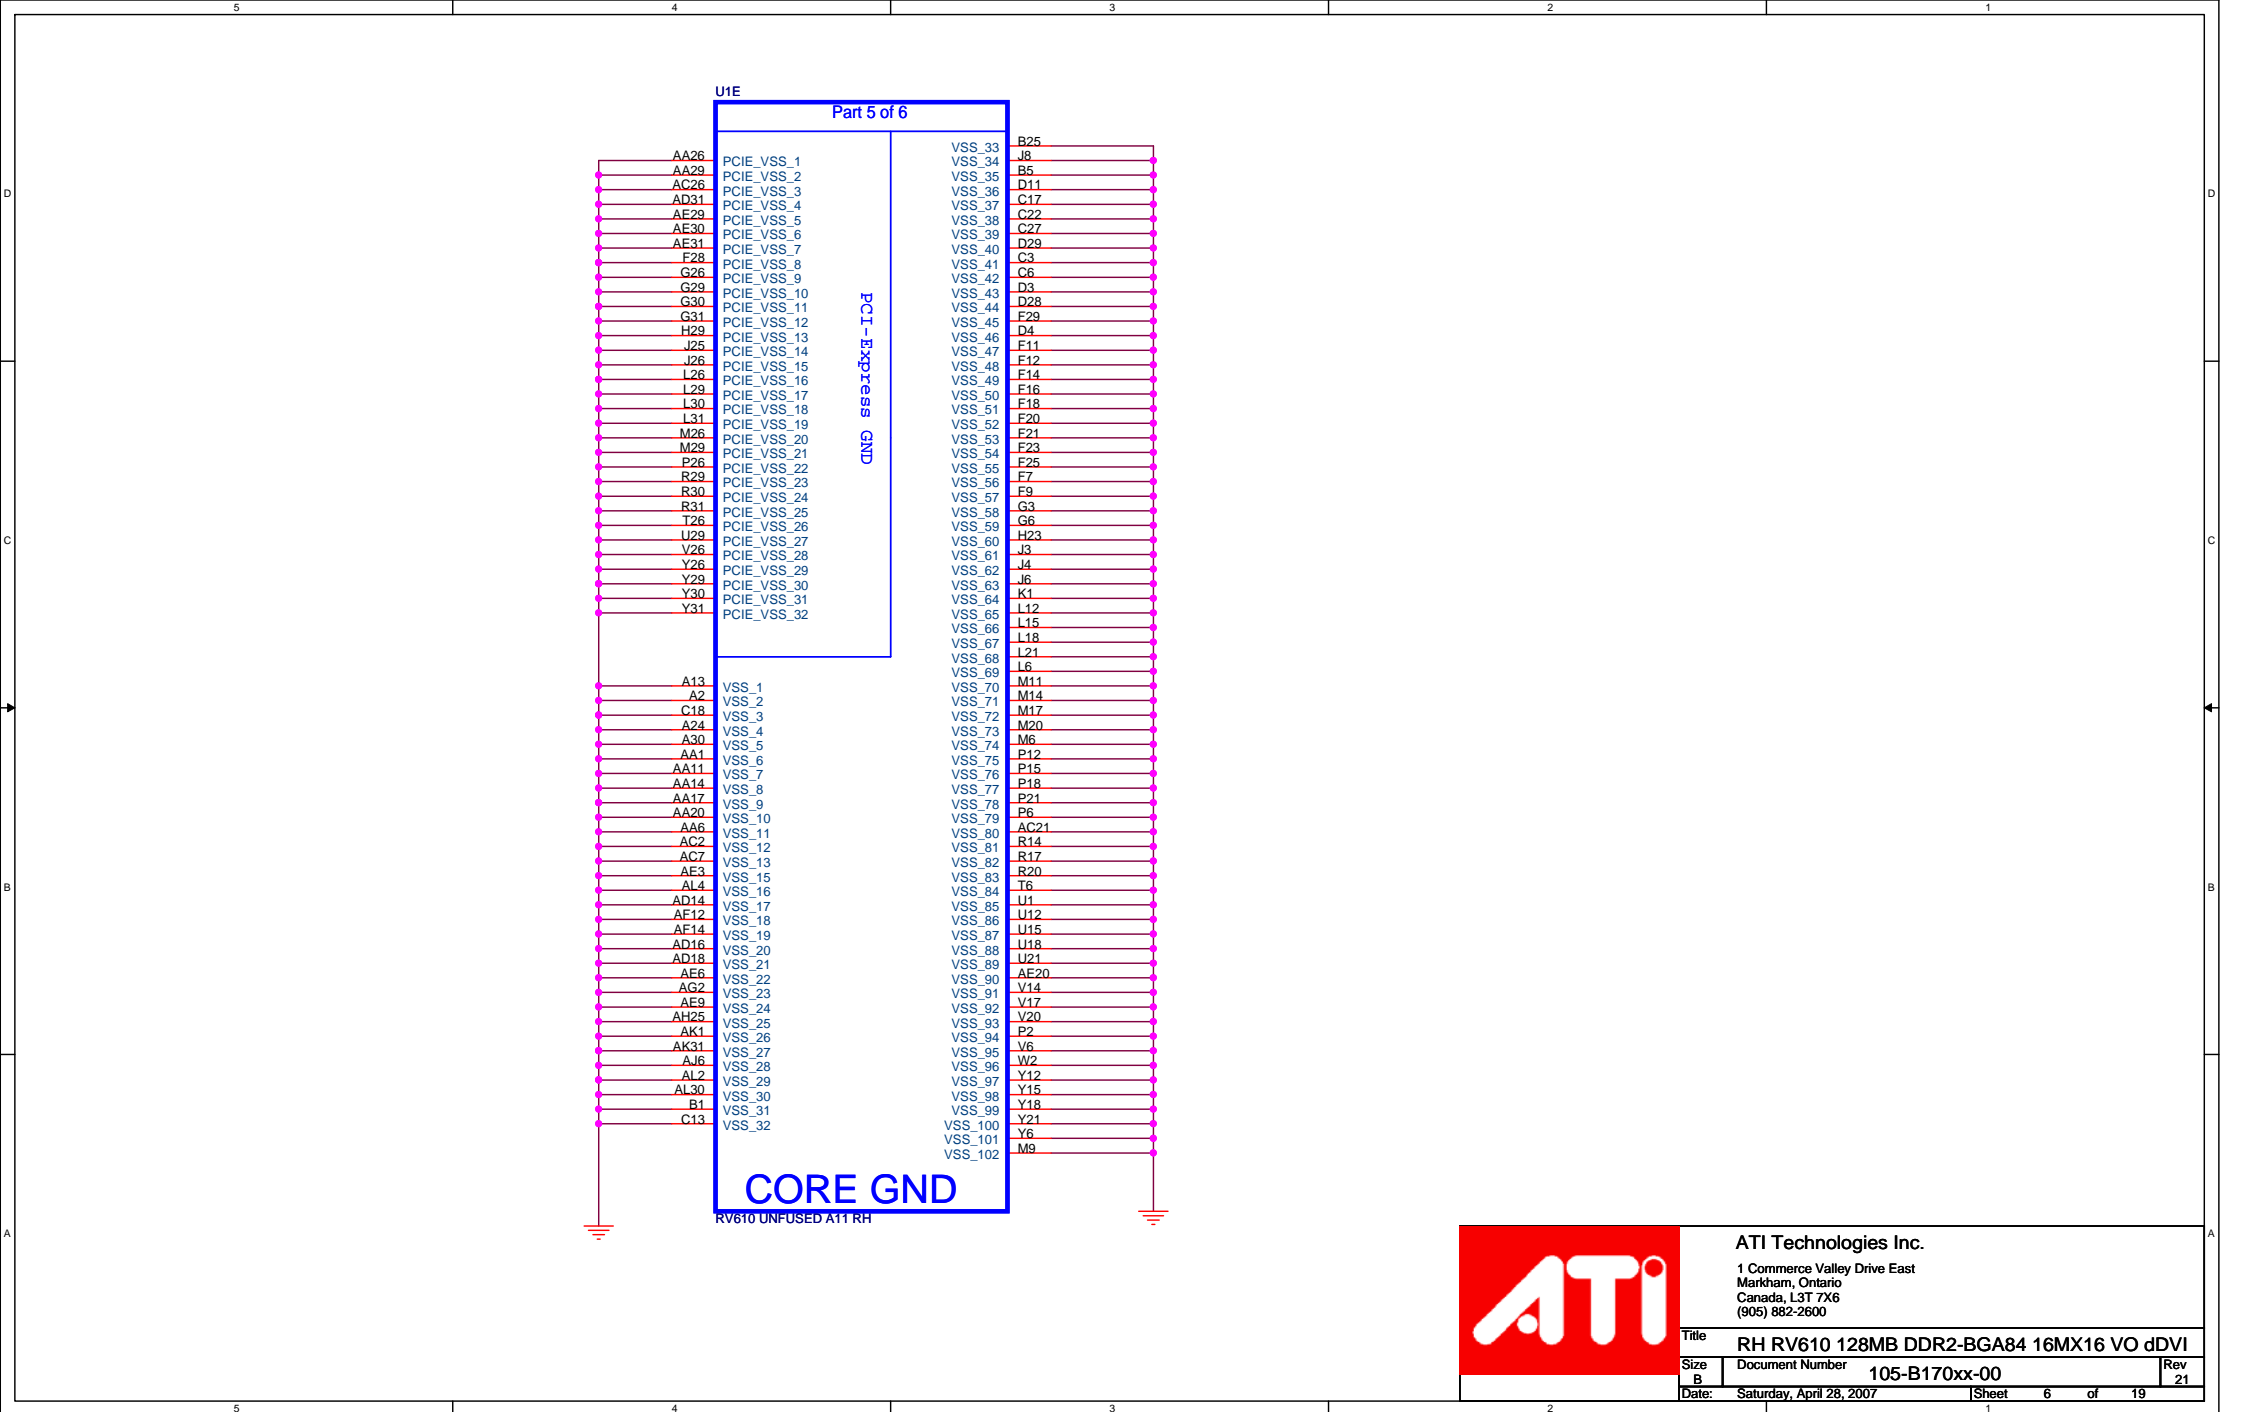 5 4 3 2 1
U1E
Part 5 of 6
AA26 PCIE_VSS_1
AA29 PCIE_VSS_2
AC26 PCIE_VSS_3
AD31 PCIE_VSS_4
AE29 PCIE_VSS_5
AE30 PCIE_VSS_6
AE31 PCIE_VSS_7
F28 PCIE_VSS_8
G26 PCIE_VSS_9
G29 PCIE_VSS_10
G30 PCIE_VSS_11
G31 PCIE_VSS_12
H29 PCIE_VSS_13
J25 PCIE_VSS_14
J26 PCIE_VSS_15
L26 PCIE_VSS_16
L29 PCIE_VSS_17
L30 PCIE_VSS_18
L31 PCIE_VSS_19
M26 PCIE_VSS_20
M29 PCIE_VSS_21
P26 PCIE_VSS_22
R29 PCIE_VSS_23
R30 PCIE_VSS_24
R31 PCIE_VSS_25
T26 PCIE_VSS_26
U29 PCIE_VSS_27
V26 PCIE_VSS_28
Y26 PCIE_VSS_29
Y29 PCIE_VSS_30
Y30 PCIE_VSS_31
Y31 PCIE_VSS_32
PCI-Express GND
A13 VSS_1
A2 VSS_2
C18 VSS_3
A24 VSS_4
A30 VSS_5
AA1 VSS_6
AA11 VSS_7
AA14 VSS_8
AA17 VSS_9
AA20 VSS_10
AA6 VSS_11
AC2 VSS_12
AC7 VSS_13
AE3 VSS_15
AL4 VSS_16
AD14 VSS_17
AF12 VSS_18
AF14 VSS_19
AD16 VSS_20
AD18 VSS_21
AE6 VSS_22
AG2 VSS_23
AE9 VSS_24
AH25 VSS_25
AK1 VSS_26
AK31 VSS_27
AJ6 VSS_28
AL2 VSS_29
AL30 VSS_30
B1 VSS_31
C13 VSS_32
VSS_33 B25
VSS_34 J8
VSS_35 B5
VSS_36 D11
VSS_37 C17
VSS_38 C22
VSS_39 C27
VSS_40 D29
VSS_41 C3
VSS_42 C6
VSS_43 D3
VSS_44 D28
VSS_45 F29
VSS_46 D4
VSS_47 F11
VSS_48 F12
VSS_49 F14
VSS_50 F16
VSS_51 F18
VSS_52 F20
VSS_53 F21
VSS_54 F23
VSS_55 F25
VSS_56 F7
VSS_57 F9
VSS_58 G3
VSS_59 G6
VSS_60 H23
VSS_61 J3
VSS_62 J4
VSS_63 J6
VSS_64 K1
VSS_65 L12
VSS_66 L15
VSS_67 L18
VSS_68 L21
VSS_69 L6
VSS_70 M11
VSS_71 M14
VSS_72 M17
VSS_73 M20
VSS_74 M6
VSS_75 P12
VSS_76 P15
VSS_77 P18
VSS_78 P21
VSS_79 P6
VSS_80 AC21
VSS_81 R14
VSS_82 R17
VSS_83 R20
VSS_84 T6
VSS_85 U1
VSS_86 U12
VSS_87 U15
VSS_88 U18
VSS_89 U21
VSS_90 AE20
VSS_91 V14
VSS_92 V17
VSS_93 V20
VSS_94 P2
VSS_95 V6
VSS_96 W2
VSS_97 Y12
VSS_98 Y15
VSS_99 Y18
VSS_100 Y21
VSS_101 Y6
VSS_102 M9
CORE GND
RV610 UNFUSED A11 RH
D D
C C
B B
A A
ATI
ATI Technologies Inc.
1 Commerce Valley Drive East
Markham, Ontario
Canada, L3T 7X6
(905) 882-2600
Title RH RV610 128MB DDR2-BGA84 16MX16 VO dDVI
Size B Document Number 105-B170xx-00 Rev 21
Date: Saturday, April 28, 2007 Sheet 6 of 19
5 4 3 2 1